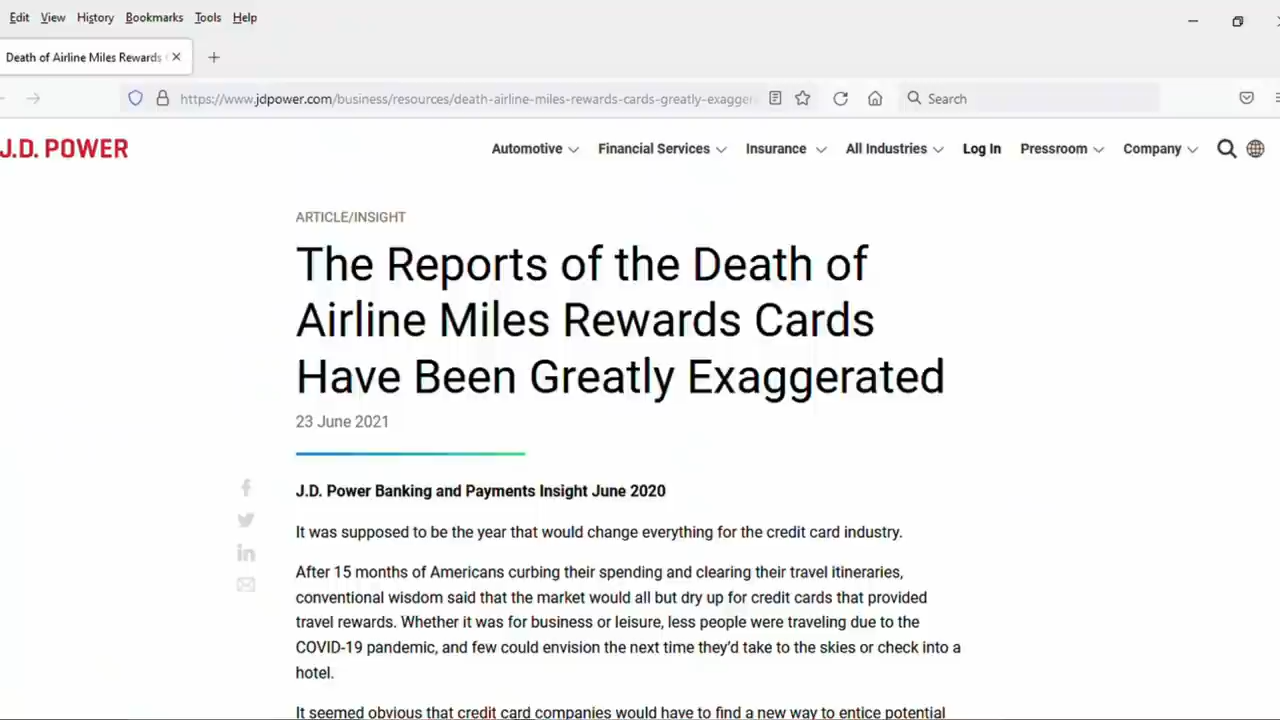 Edit View History Bookmarks Tools Help
Death of Airline Miles Rewards
https://www.jdpower.com/business/resources/death-airline-miles-rewards-cards-greatly-exagger
Search
J.D. POWER
Automotive Financial Services Insurance All Industries Log In Pressroom Company
ARTICLE/INSIGHT
The Reports of the Death of
Airline Miles Rewards Cards
Have Been Greatly Exaggerated
23 June 2021
J.D. Power Banking and Payments Insight June 2020
It was supposed to be the year that would change everything for the credit card industry.
After 15 months of Americans curbing their spending and clearing their travel itineraries,
conventional wisdom said that the market would all but dry up for credit cards that provided
travel rewards. Whether it was for business or leisure, less people were traveling due to the
COVID-19 pandemic, and few could envision the next time they'd take to the skies or check into a
hotel.
It seemed obvious that credit card companies would have to find a new way to entice potential